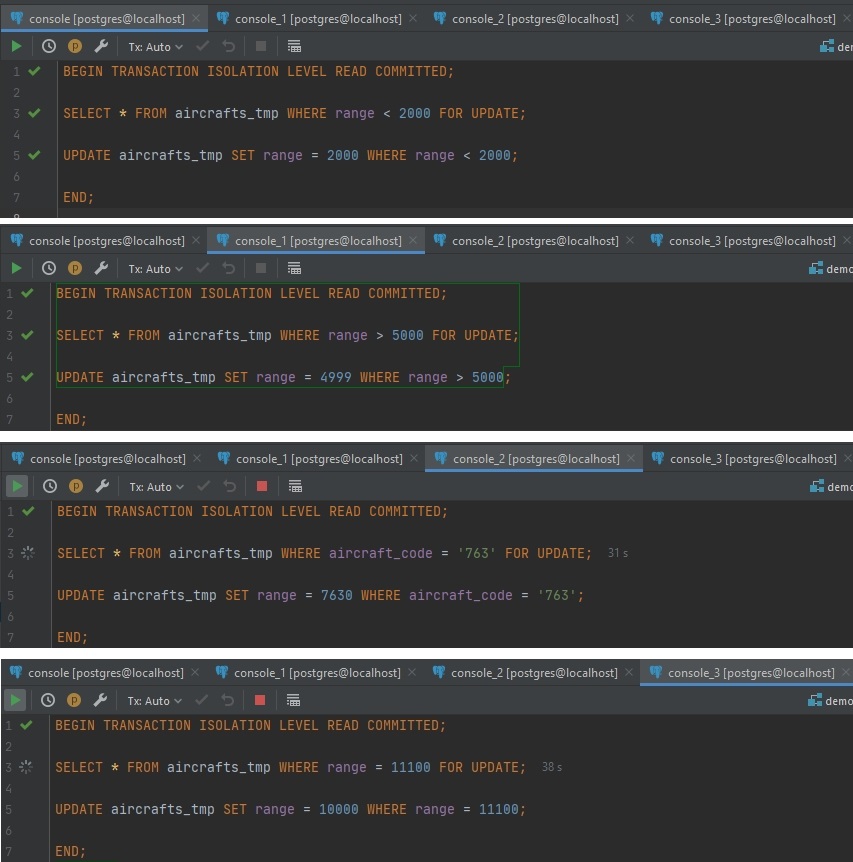 console [postgres@localhost] console_1 [postgres@localhost] console_2 [postgres@localhost] console_3 [postgres@localhost]
p Tx: Auto der
1 BEGIN TRANSACTION ISOLATION LEVEL READ COMMITTED;
2
3 SELECT * FROM aircrafts_tmp WHERE range < 2000 FOR UPDATE;
4
5 UPDATE aircrafts_tmp SET range = 2000 WHERE range < 2000;
6
7 END;
console [postgres@localhost] console_1 [postgres@localhost] console_2 [postgres@localhost] console_3 [postgres@localhost]
p Tx: Auto demo
1 BEGIN TRANSACTION ISOLATION LEVEL READ COMMITTED;
2
3 SELECT * FROM aircrafts_tmp WHERE range > 5000 FOR UPDATE;
4
5 UPDATE aircrafts_tmp SET range = 4999 WHERE range > 5000;
6
7 END;
console [postgres@localhost] console_1 [postgres@localhost] console_2 [postgres@localhost] console_3 [postgres@localhost]
p Tx: Auto demo
1 BEGIN TRANSACTION ISOLATION LEVEL READ COMMITTED;
2
3 SELECT * FROM aircrafts_tmp WHERE aircraft_code = '763' FOR UPDATE; 31 s
4
5 UPDATE aircrafts_tmp SET range = 7630 WHERE aircraft_code = '763';
6
7 END;
console [postgres@localhost] console_1 [postgres@localhost] console_2 [postgres@localhost] console_3 [postgres@localhost]
p Tx: Auto demo
1 BEGIN TRANSACTION ISOLATION LEVEL READ COMMITTED;
2
3 SELECT * FROM aircrafts_tmp WHERE range = 11100 FOR UPDATE; 38 s
4
5 UPDATE aircrafts_tmp SET range = 10000 WHERE range = 11100;
6
7 END;